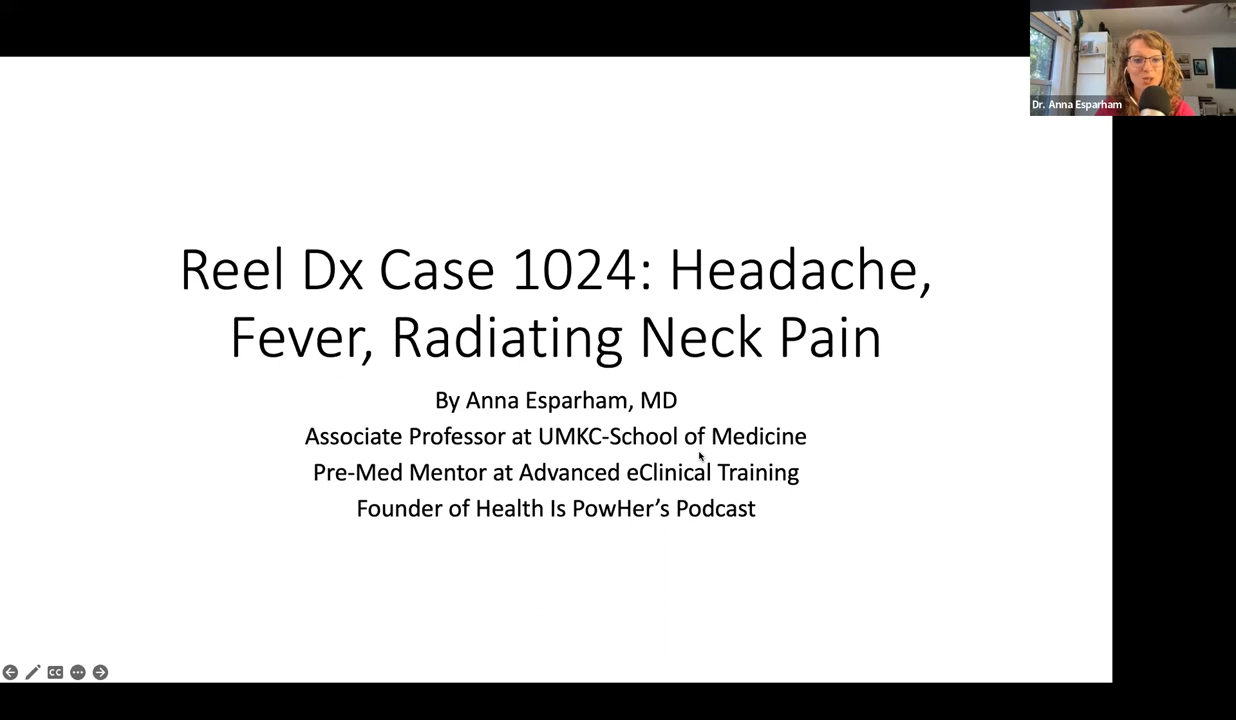 Dr. Anna Esparham
Reel Dx Case 1024: Headache,
Fever, Radiating Neck Pain
By Anna Esparham, MD
Associate Professor at UMKC-School of Medicine
Pre-Med Mentor at Advanced eClinical Training
Founder of Health Is PowHer’s Podcast
CC